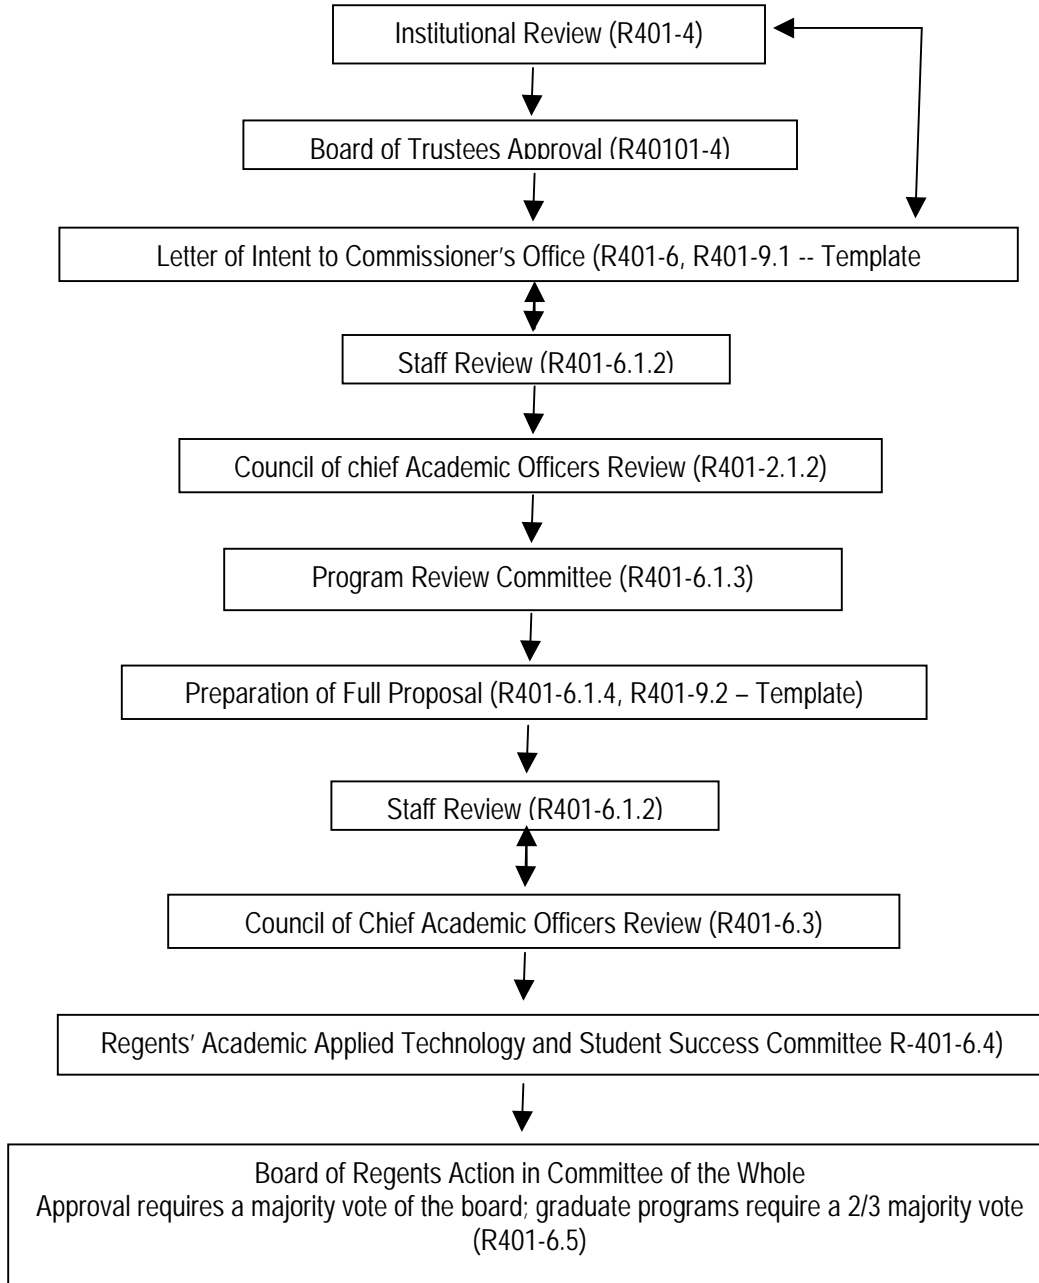 Institutional Review (R401-4)
Board of Trustees Approval (R40101-4)
Letter of Intent to Commissioner's Office (R401-6, R401-9.1 -- Template
Staff Review (R401-6.1.2)
Council of chief Academic Officers Review (R401-2.1.2)
Program Review Committee (R401-6.1.3)
Preparation of Full Proposal (R401-6.1.4, R401-9.2 – Template)
Staff Review (R401-6.1.2)
Council of Chief Academic Officers Review (R401-6.3)
Regents' Academic Applied Technology and Student Success Committee R-401-6.4)
Board of Regents Action in Committee of the Whole
Approval requires a majority vote of the board; graduate programs require a 2/3 majority vote
(R401-6.5)